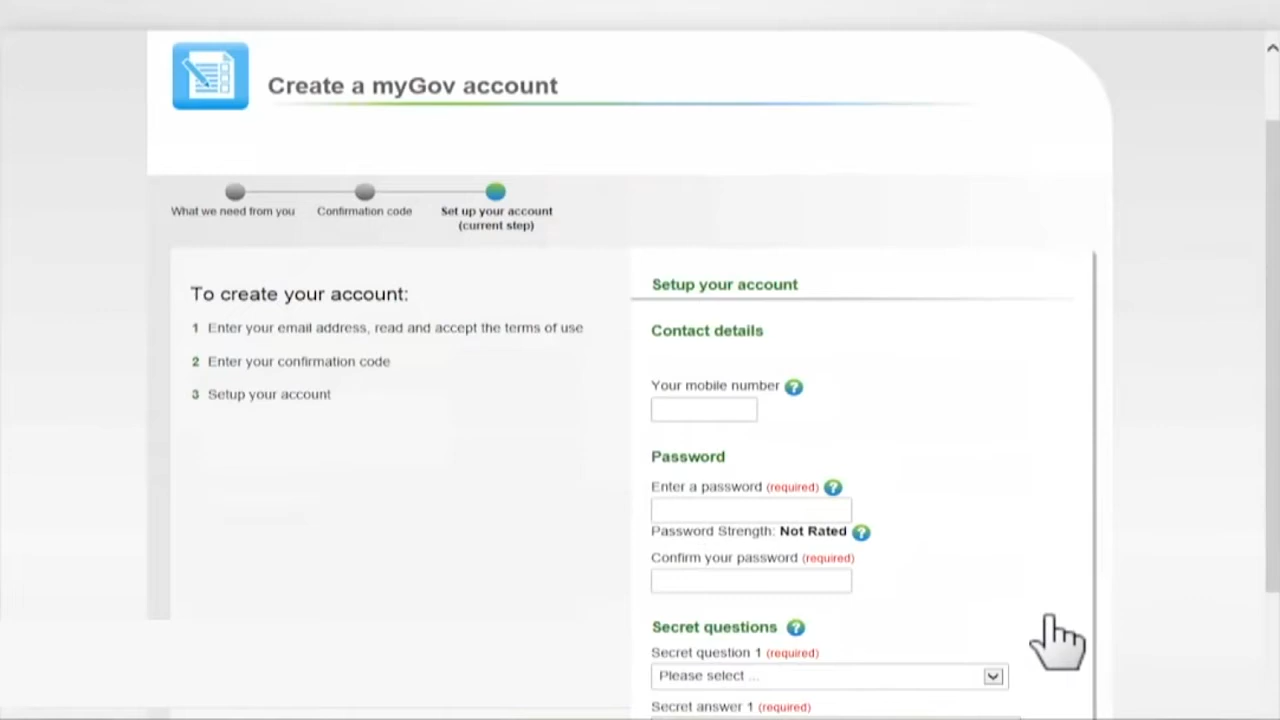 Create a myGov account
What we need from you
Confirmation code
Set up your account
(current step)
To create your account:
1 Enter your email address, read and accept the terms of use
2 Enter your confirmation code
3 Setup your account
Setup your account
Contact details
Your mobile number ?
Password
Enter a password (required) ?
Password Strength: Not Rated ?
Confirm your password (required)
Secret questions ?
Secret question 1 (required)
Please select ...
Secret answer 1 (required)